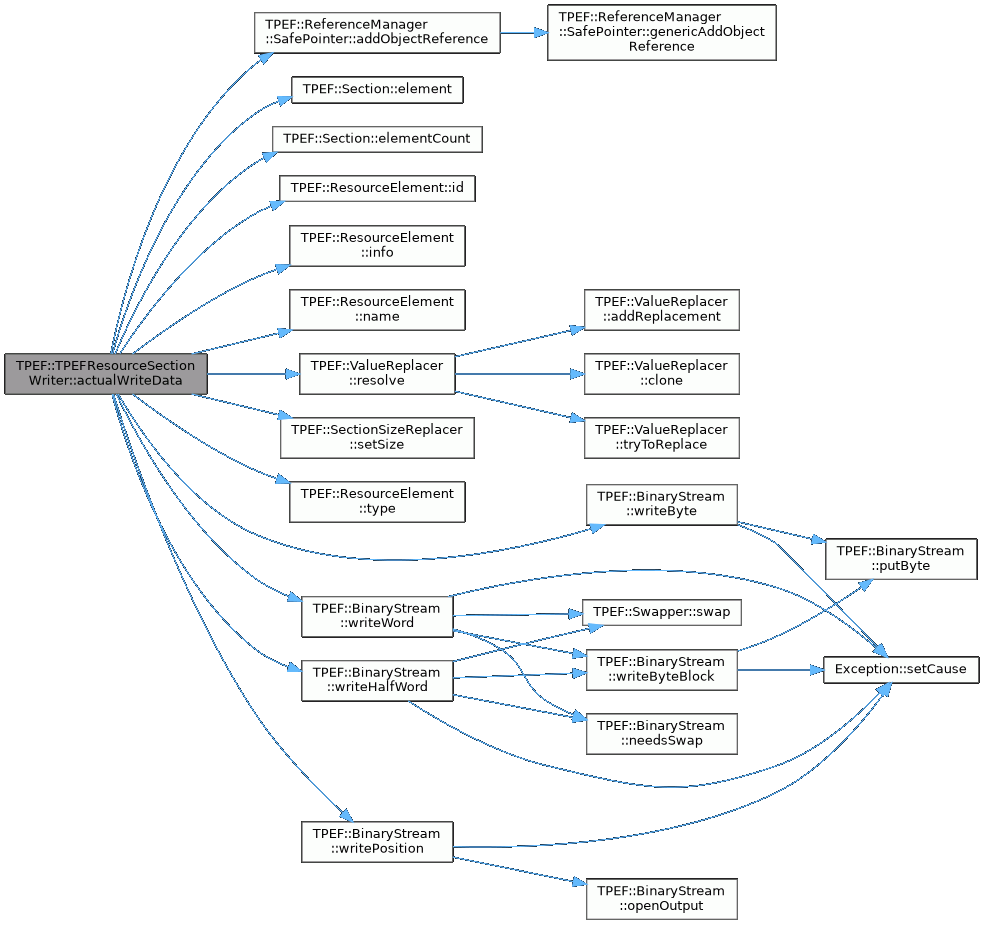 TPEF::ReferenceManager
::SafePointer::addObjectReference
TPEF::ReferenceManager
::SafePointer::genericAddObject
Reference
TPEF::Section::element
TPEF::Section::elementCount
TPEF::ResourceElement::id
TPEF::ResourceElement
::info
TPEF::ResourceElement
::name
TPEF::ValueReplacer
::addReplacement
TPEF::TPEFResourceSection
Writer::actualWriteData
TPEF::ValueReplacer
::resolve
TPEF::ValueReplacer
::clone
TPEF::SectionSizeReplacer
::setSize
TPEF::ValueReplacer
::tryToReplace
TPEF::ResourceElement
::type
TPEF::BinaryStream
::writeByte
TPEF::BinaryStream
::putByte
TPEF::BinaryStream
::writeWord
TPEF::Swapper::swap
TPEF::BinaryStream
::writeHalfWord
TPEF::BinaryStream
::writeByteBlock
Exception::setCause
TPEF::BinaryStream
::needsSwap
TPEF::BinaryStream
::writePosition
TPEF::BinaryStream
::openOutput